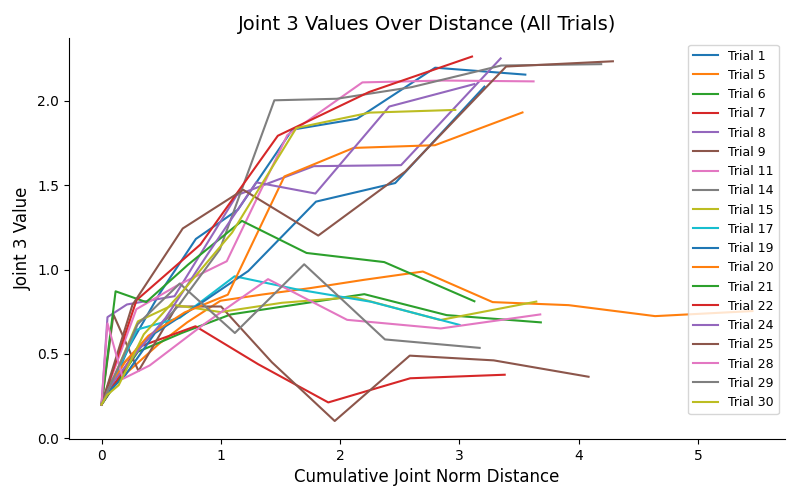 Joint 3 Values Over Distance (All Trials)
Joint 3 Value
2.0
1.5
1.0
0.5
0.0
0
1
2
3
4
5
Cumulative Joint Norm Distance
Trial 1
Trial 5
Trial 6
Trial 7
Trial 8
Trial 9
Trial 11
Trial 14
Trial 15
Trial 17
Trial 19
Trial 20
Trial 21
Trial 22
Trial 24
Trial 25
Trial 28
Trial 29
Trial 30